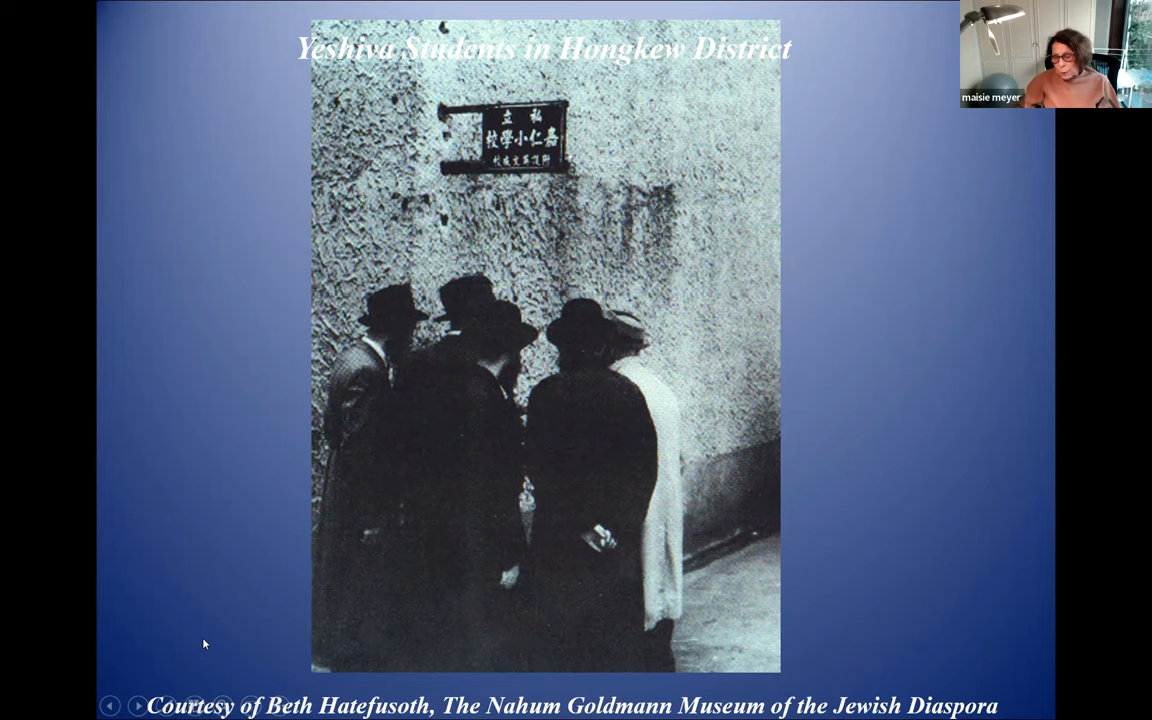 Yeshiva Students in Hongkew District
maisie meyer
私立
嘉仁小學校
Courtesy of Beth Hatefusoth, The Nahum Goldmann Museum of the Jewish Diaspora